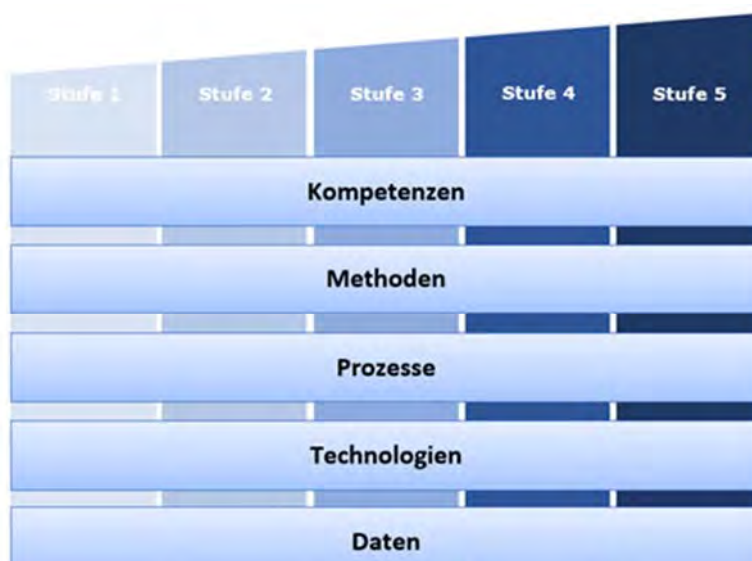 Stufe 1 Stufe 2 Stufe 3 Stufe 4 Stufe 5
Kompetenzen
Methoden
Prozesse
Technologien
Daten